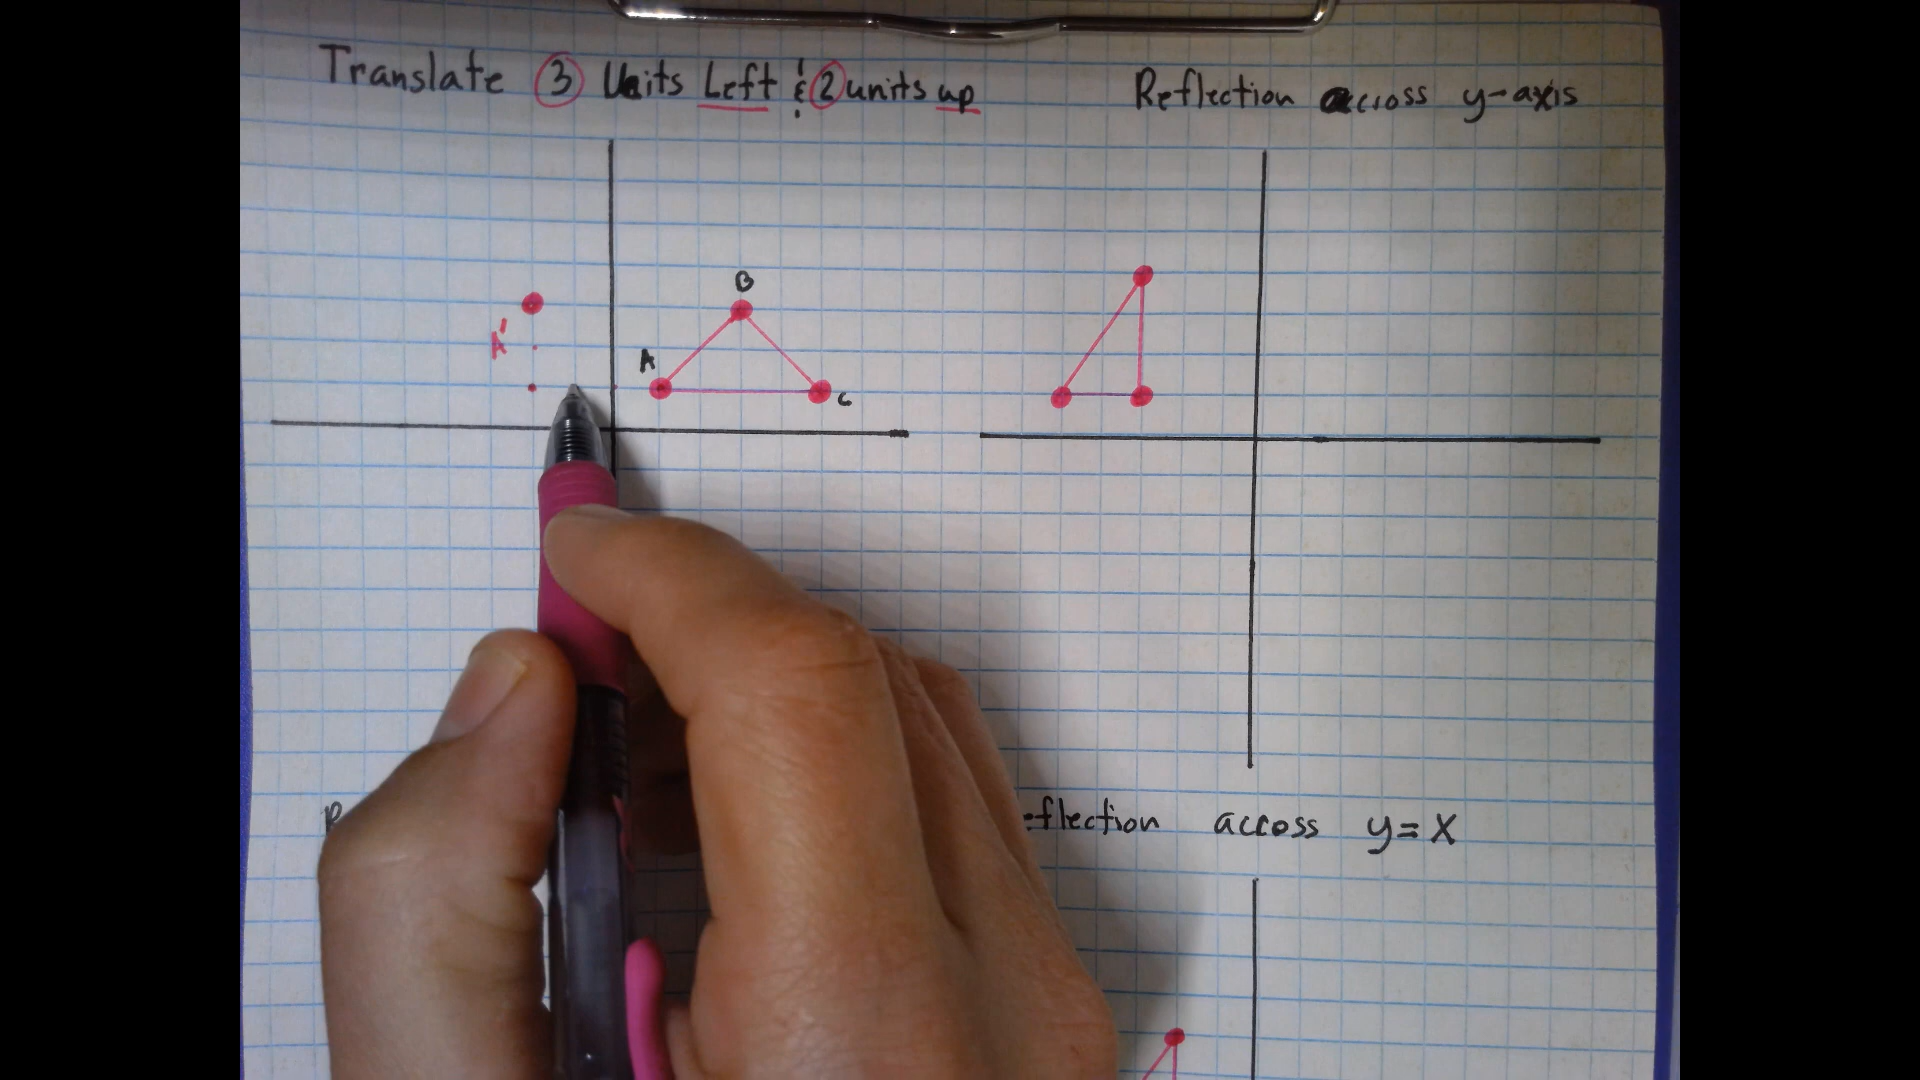 Translate 3 Units Left & 2 units up
Reflection across y-axis
B
A'
A
C
eflection across y=x